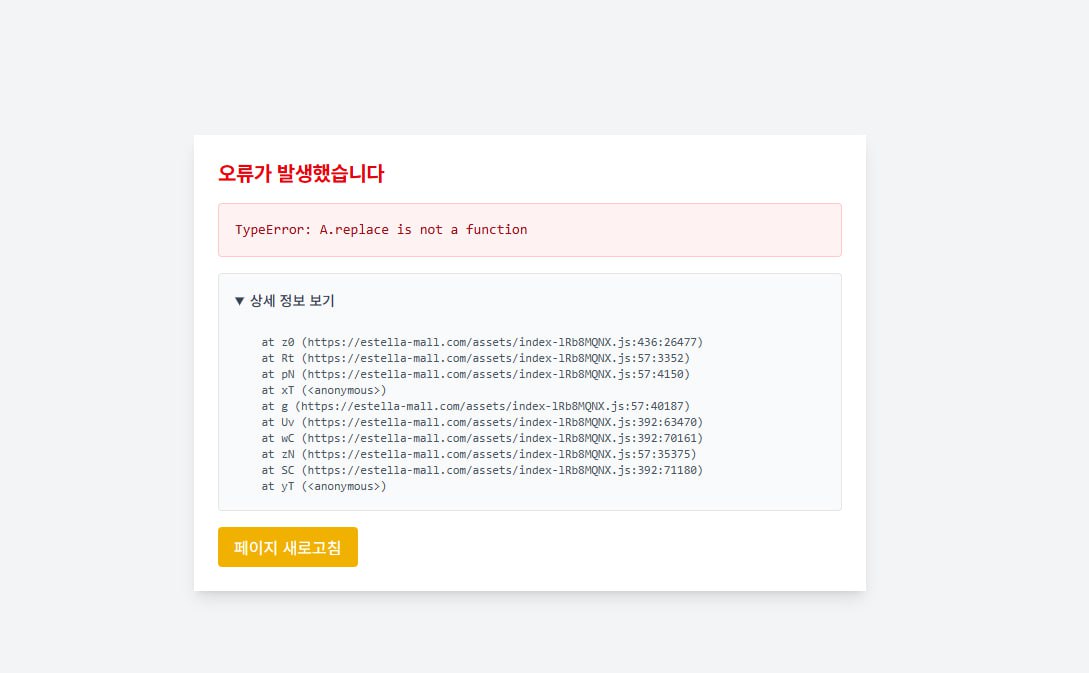 오류가 발생했습니다
TypeError: A.replace is not a function
▼ 상세 정보 보기
at z0 (https://estella-mall.com/assets/index-lRb8MQNX.js:436:26477)
at Rt (https://estella-mall.com/assets/index-lRb8MQNX.js:57:3352)
at pN (https://estella-mall.com/assets/index-lRb8MQNX.js:57:4150)
at xT (<anonymous>)
at g (https://estella-mall.com/assets/index-lRb8MQNX.js:57:40187)
at Uv (https://estella-mall.com/assets/index-lRb8MQNX.js:392:63470)
at wC (https://estella-mall.com/assets/index-lRb8MQNX.js:392:70161)
at zN (https://estella-mall.com/assets/index-lRb8MQNX.js:57:35375)
at SC (https://estella-mall.com/assets/index-lRb8MQNX.js:392:71180)
at yT (<anonymous>)
페이지 새로고침